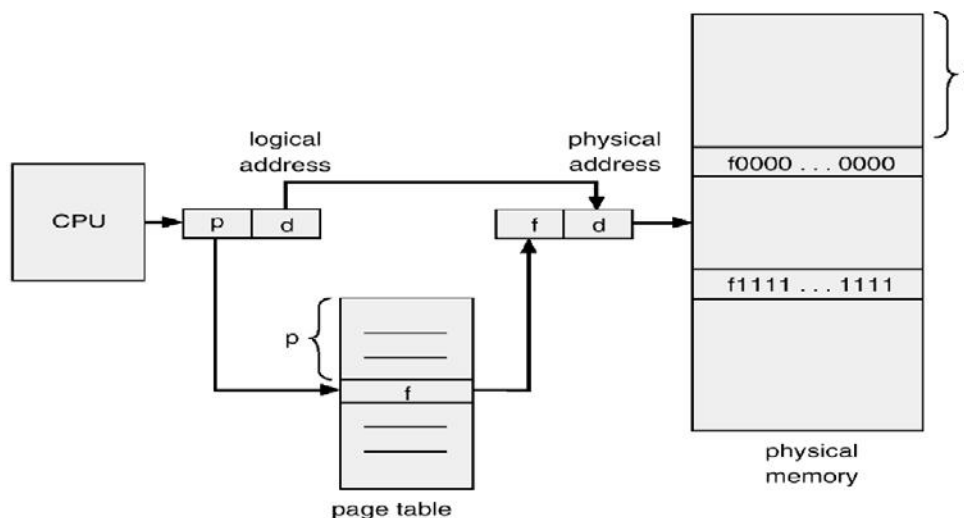 logical
address
physical
address
f0000 . . . 0000
CPU
p
d
f
d
f1111 . . . 1111
p
f
physical
memory
page table